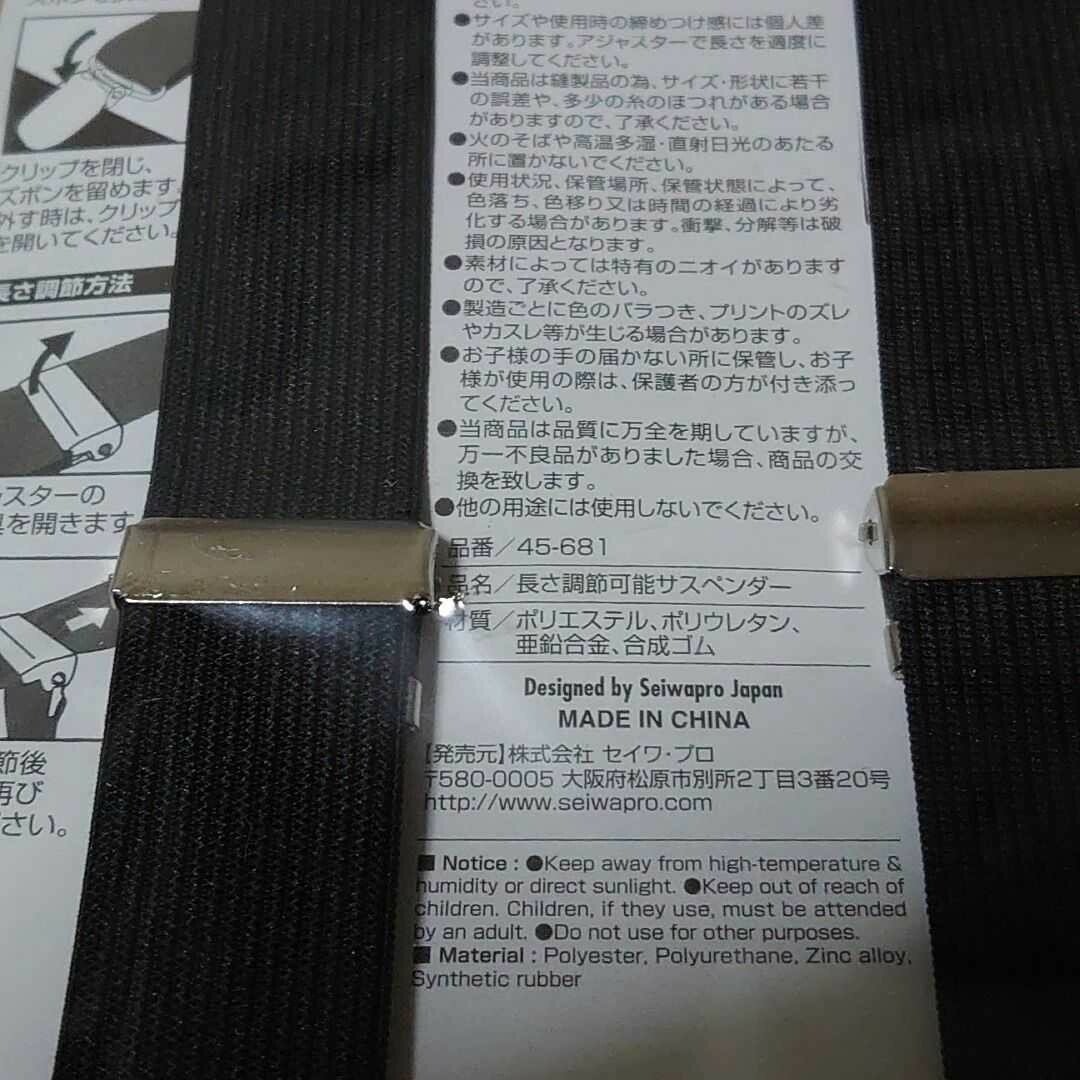 クリップを閉じ、
ズボンを留めます。
外す時は、クリップ
を開いてください。
長さ調節方法
スターの
を開きます
節後
再び
さい。
さい。
●サイズや使用時の締めつけ感には個人差
があります。アジャスターで長さを適度に
調整してください。
●当商品は縫製品の為、サイズ・形状に若干
の誤差や、多少の糸のほつれがある場合
がありますので、了承ください。
●火のそばや高温多湿・直射日光のあたる
所に置かないでください。
●使用状況、保管場所、保管状態によって、
色落ち、色移り又は時間の経過により劣
化する場合があります。衝撃、分解等は破
損の原因となります。
●素材によっては特有のニオイがあります
ので、了承ください。
●製造ごとに色のバラつき、プリントのズレ
やカスレ等が生じる場合があります。
●お子様の手の届かない所に保管し、お子
様が使用の際は、保護者の方が付き添っ
てください。
●当商品は品質に万全を期していますが、
万一不良品がありました場合、商品の交
換を致します。
●他の用途には使用しないでください。
品番/45-681
品名/長さ調節可能サスペンダー
材質/ポリエステル、ポリウレタン、
亜鉛合金、合成ゴム
Designed by Seiwapro Japan
MADE IN CHINA
【発売元】株式会社 セイワ・プロ
〒580-0005 大阪府松原市別所2丁目3番20号
http://www.seiwapro.com
■ Notice : ●Keep away from high-temperature &
humidity or direct sunlight. ●Keep out of reach of
children. Children, if they use, must be attended
by an adult. ●Do not use for other purposes.
■ Material : Polyester, Polyurethane, Zinc alloy,
Synthetic rubber